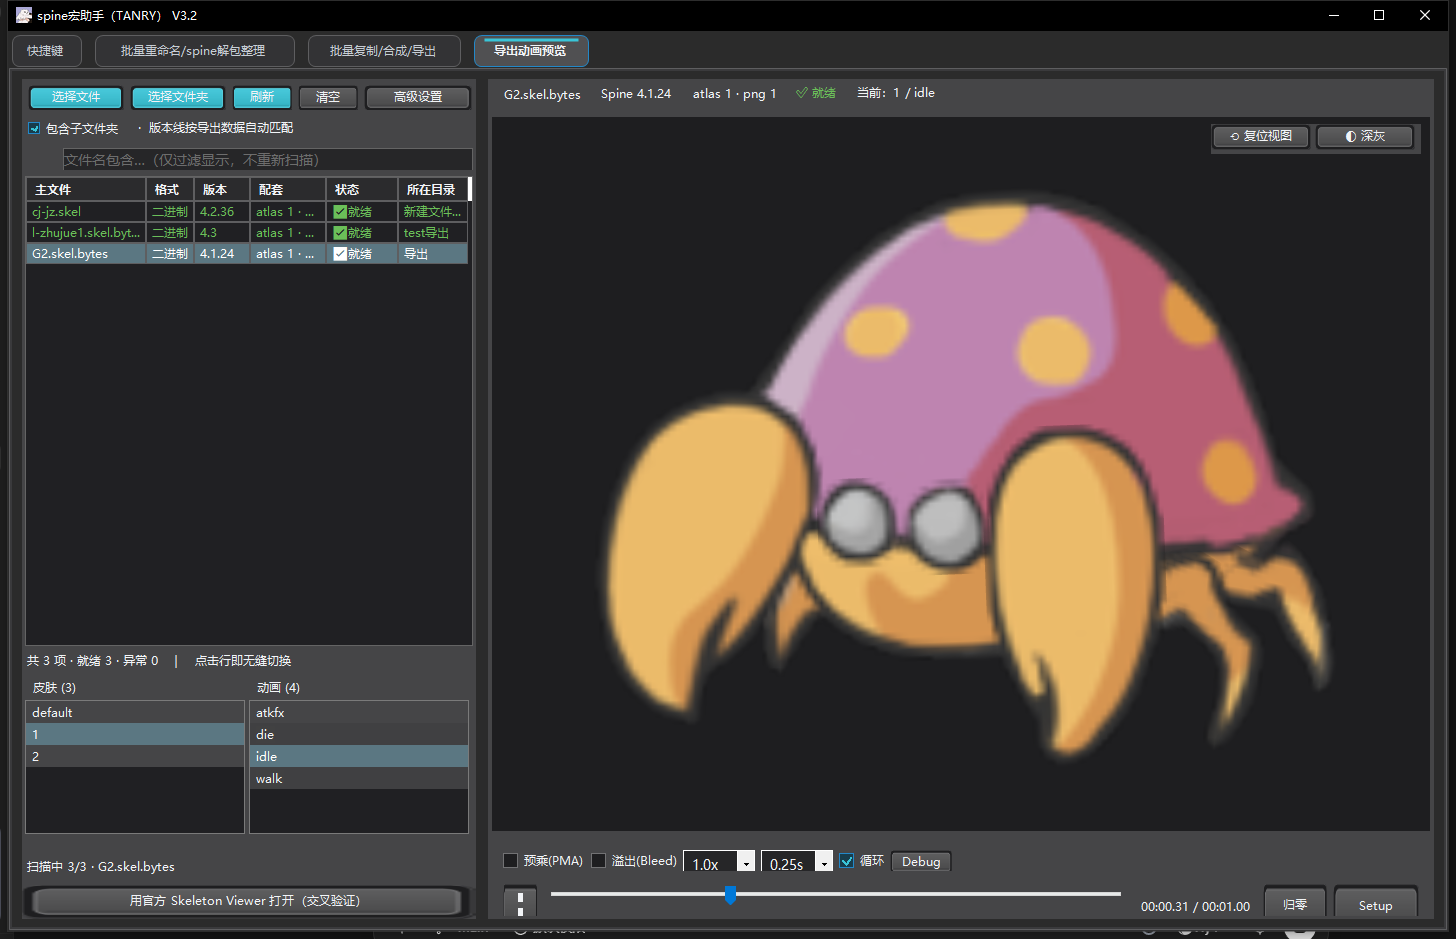 spine宏助手（TANRY） V3.2
快捷键
批量重命名/spine解包整理
批量复制/合成/导出
导出动画预览
选择文件
选择文件夹
刷新
清空
高级设置
包含子文件夹 · 版本线按导出数据自动匹配
文件名包含...（仅过滤显示，不重新扫描）
主文件 格式 版本 配套 状态 所在目录
cj-jz.skel 二进制 4.2.36 atlas 1 · ... 就绪 新建文件...
l-zhujue1.skel.byt... 二进制 4.3 atlas 1 · ... 就绪 test导出
G2.skel.bytes 二进制 4.1.24 atlas 1 · ... 就绪 导出
共 3 项 · 就绪 3 · 异常 0 | 点击行即无缝切换
皮肤 (3)
default
1
2
动画 (4)
atkfx
die
idle
walk
扫描中 3/3 · G2.skel.bytes
用官方 Skeleton Viewer 打开（交叉验证）
G2.skel.bytes Spine 4.1.24 atlas 1 · png 1 就绪 当前：1 / idle
复位视图
深灰
预乘(PMA) 溢出(Bleed) 1.0x 0.25s 循环 Debug
00:00.31 / 00:01.00 归零 Setup